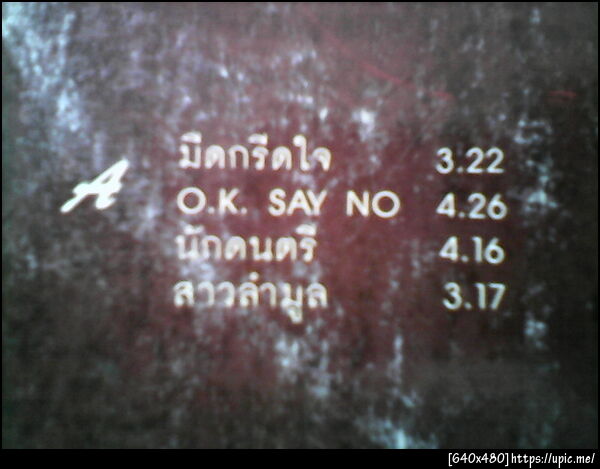 A
มีดกรีดใจ 3.22
O.K. SAY NO 4.26
นักดนตรี 4.16
สาวลำมูล 3.17
[640x480]https://upic.me/